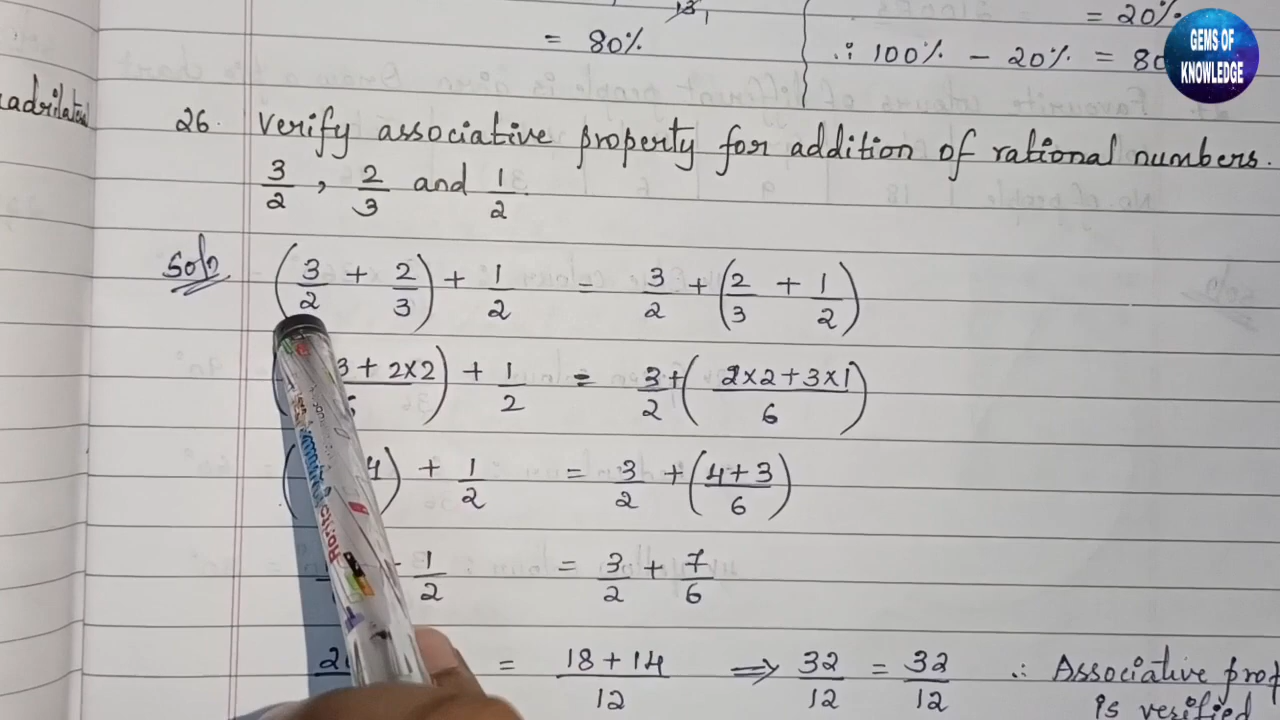 = 80%
= 20%
∴ 100% - 20% = 80
GEMS OF
KNOWLEDGE
26. Verify associative property for addition of rational numbers.
3/2 , 2/3 and 1/2.
Soln
(3/2 + 2/3) + 1/2 = 3/2 + (2/3 + 1/2)
3 + 2×2) + 1/2 = 3/2 + (2×2+3×1/6)
4) + 1/2 = 3/2 + (4+3/6)
1/2 = 3/2 + 7/6
= 18+14/12 ⟹ 32/12 = 32/12 ∴ Associative prop
is verified